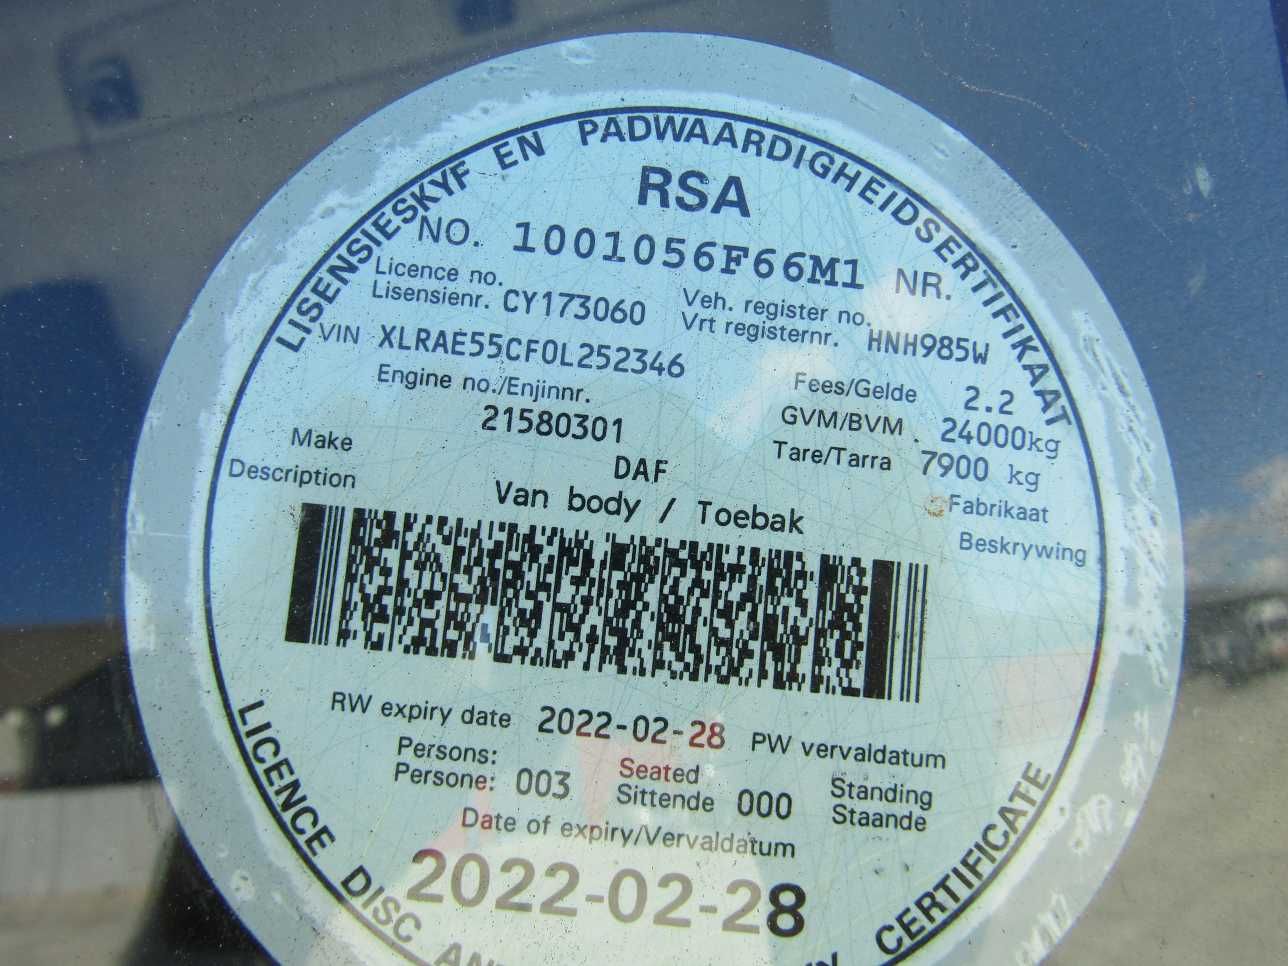 LISENSIESKYF EN PADWAARDIGHEIDSERTIFIKAAT
RSA
NO. 1001056F66M1 NR.
Licence no.
Lisensienr. CY173060
Veh. register no.
Vrt registernr. HNH985W
VIN XLRAE55CF0L252346
Engine no./Enjinnr.
21580301
Fees/Gelde 2.2
GVM/BVM 24000kg
Tare/Tarra 7900 kg
Make DAF Fabrikaat
Description Van body / Toebak Beskrywing
RW expiry date 2022-02-28 PW vervaldatum
Persons: Seated Standing
Persone: 003 Sittende 000 Staande
Date of expiry/Vervaldatum
2022-02-28
LICENCE DISC CERTIFICATE